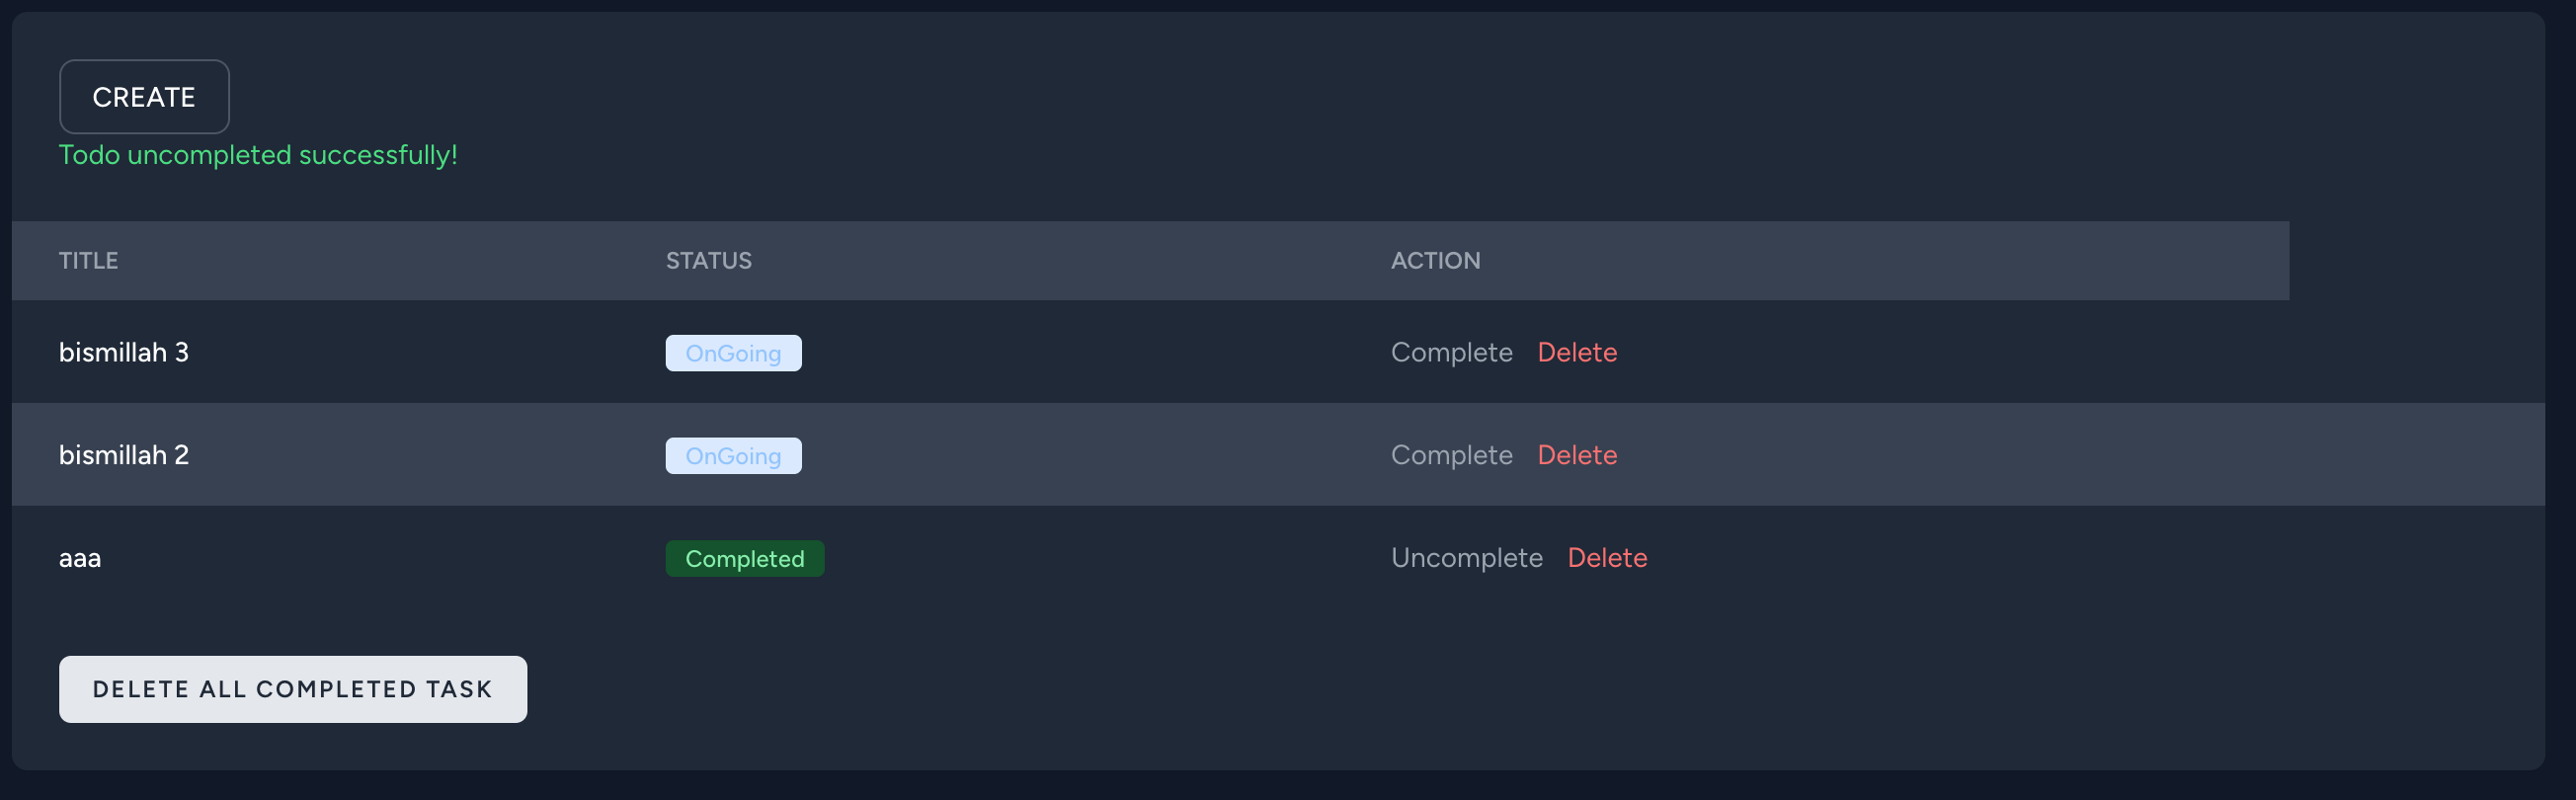 CREATE
Todo uncompleted successfully!
TITLE STATUS ACTION
bismillah 3 OnGoing Complete Delete
bismillah 2 OnGoing Complete Delete
aaa Completed Uncomplete Delete
DELETE ALL COMPLETED TASK